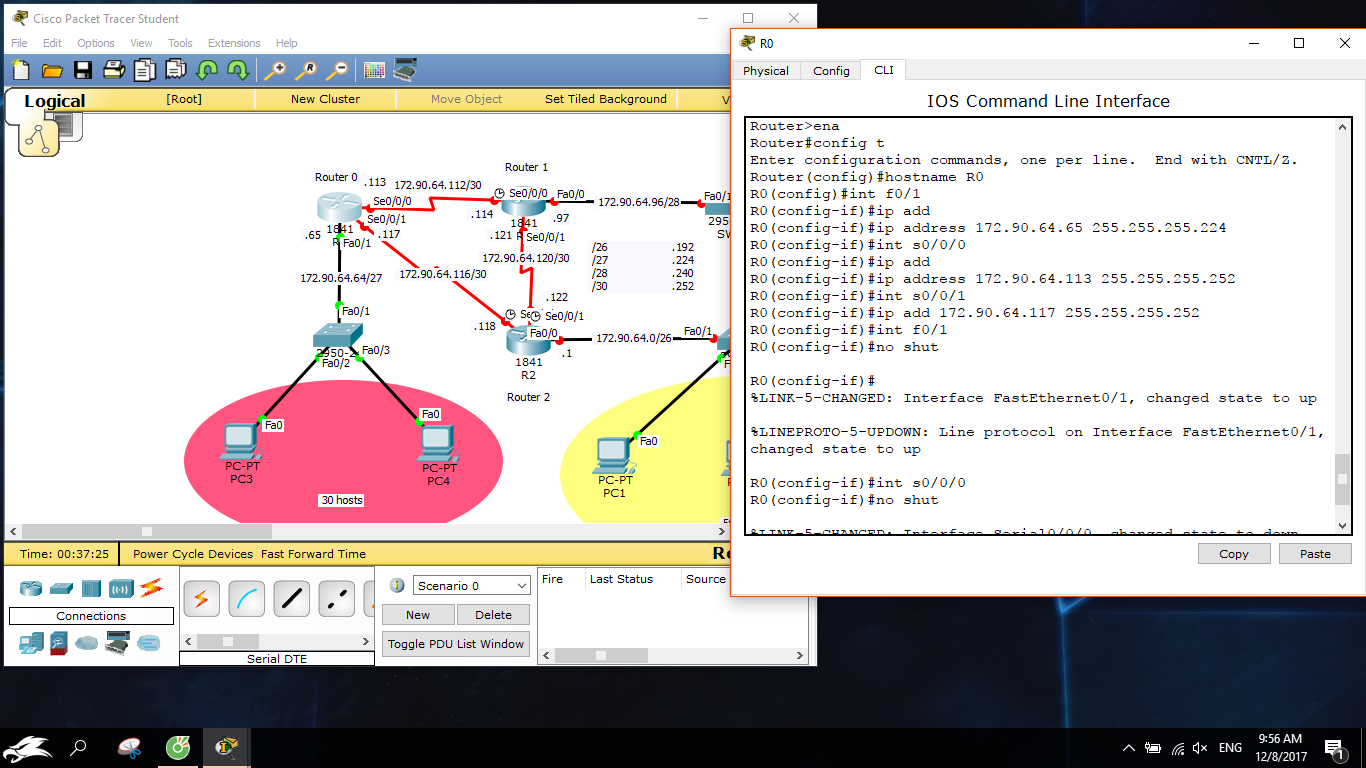 Cisco Packet Tracer Student
File Edit Options View Tools Extensions Help
Logical
[Root]
New Cluster
Move Object
Set Tiled Background
V
Router 0
.113
172.90.64.112/30
Router 1
Se0/0/0
Se0/0/0
Fa0/0
172.90.64.96/28
Fa0/1
Se0/0/1
.114
.97
2950
SW
1841
1841
.65
Fa0/1
.117
.121
R
Se0/0/1
172.90.64.120/30
/26 .192
/27 .224
/28 .240
/30 .252
172.90.64.64/27
172.90.64.116/30
.122
Fa0/1
.118
Se0/0/1
Fa0/0
172.90.64.0/26
Fa0/1
.1
1841
R2
Router 2
2950-2
Fa0/3
Fa0/2
Fa0
Fa0
Fa0
PC-PT
PC3
PC-PT
PC4
PC-PT
PC1
30 hosts
Time: 00:37:25
Power Cycle Devices Fast Forward Time
Re
Connections
Serial DTE
Scenario 0
New
Delete
Toggle PDU List Window
Fire
Last Status
Source
R0
Physical
Config
CLI
IOS Command Line Interface
Router>ena
Router#config t
Enter configuration commands, one per line. End with CNTL/Z.
Router(config)#hostname R0
R0(config)#int f0/1
R0(config-if)#ip add
R0(config-if)#ip address 172.90.64.65 255.255.255.224
R0(config-if)#int s0/0/0
R0(config-if)#ip add
R0(config-if)#ip address 172.90.64.113 255.255.255.252
R0(config-if)#int s0/0/1
R0(config-if)#ip add 172.90.64.117 255.255.255.252
R0(config-if)#int f0/1
R0(config-if)#no shut
R0(config-if)#
%LINK-5-CHANGED: Interface FastEthernet0/1, changed state to up
%LINEPROTO-5-UPDOWN: Line protocol on Interface FastEthernet0/1,
changed state to up
R0(config-if)#int s0/0/0
R0(config-if)#no shut
%LINK-5-CHANGED: Interface Serial0/0/0, changed state to down
Copy
Paste
ENG
9:56 AM
12/8/2017
1